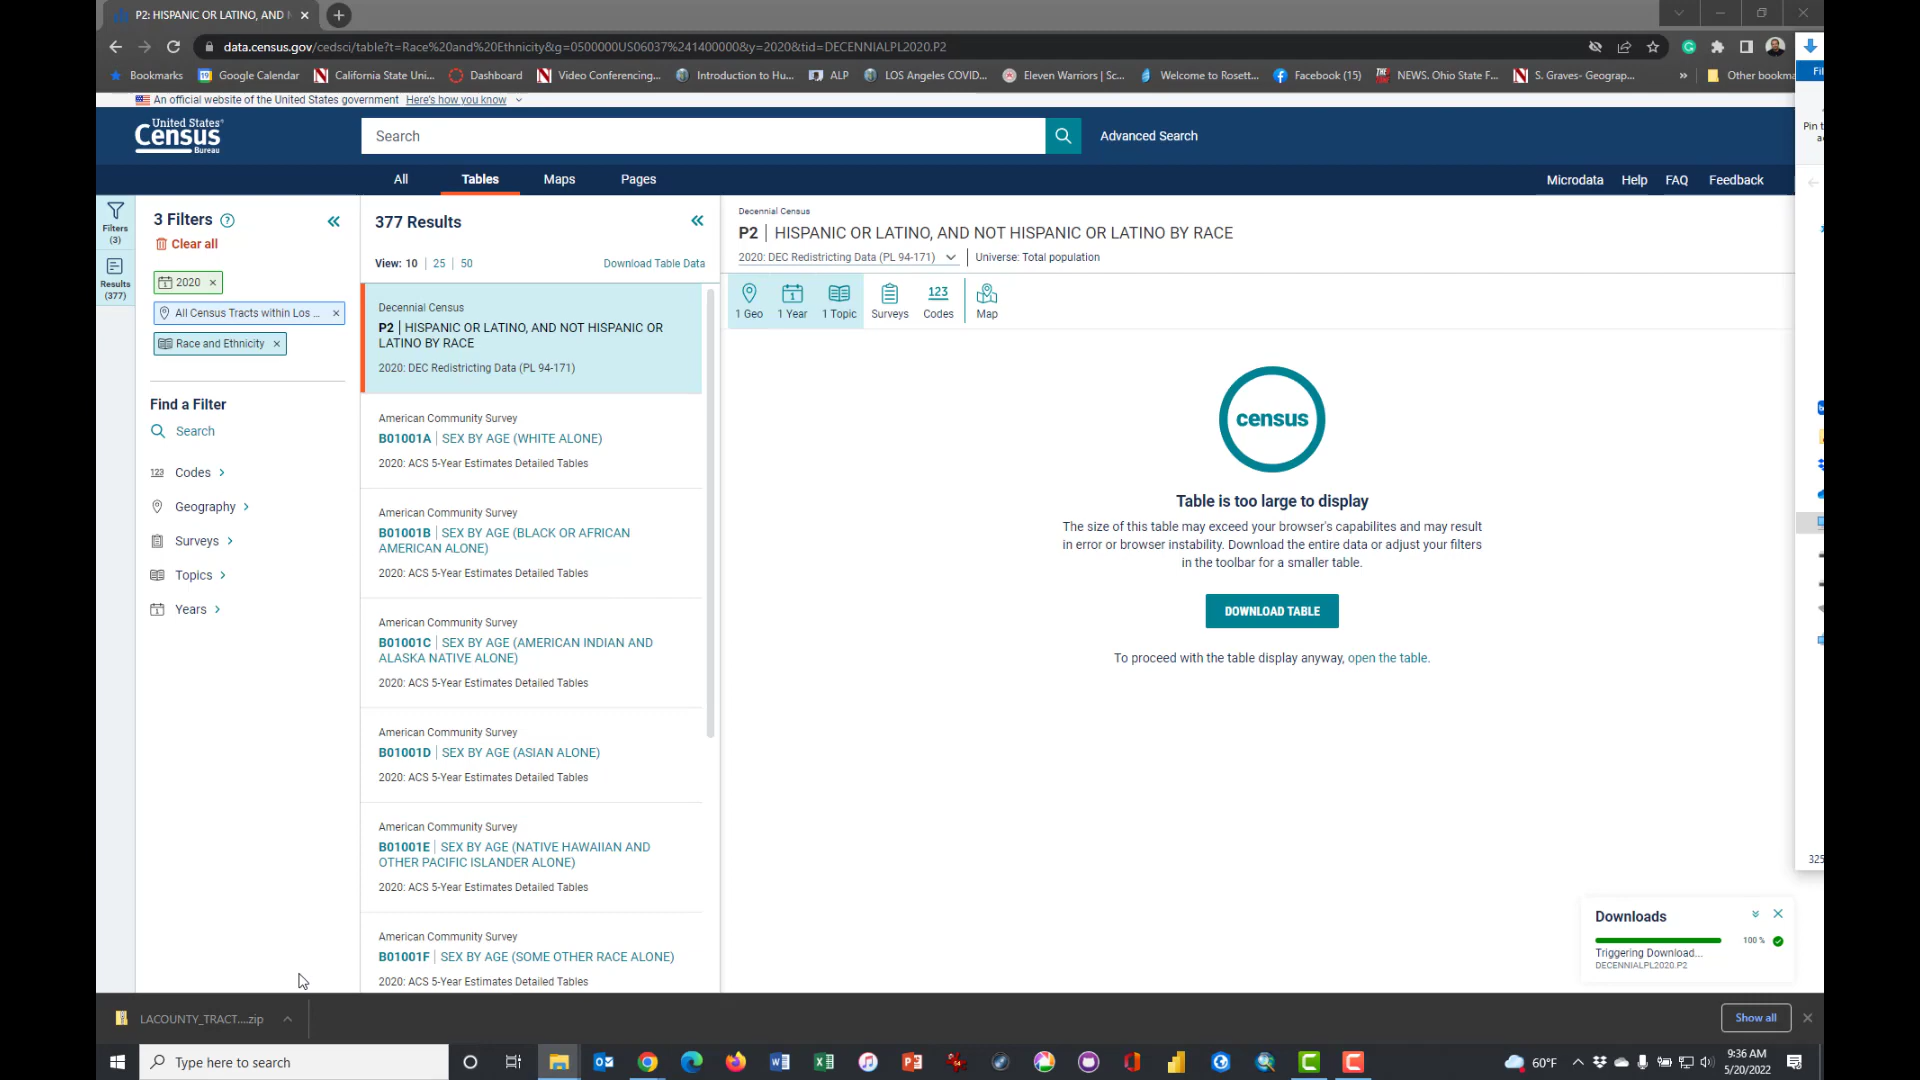 P2: HISPANIC OR LATINO, AND
data.census.gov/cedsci/table?t=Race%20and%20Ethnicity&g=0500000US06037%241400000&y=2020&tid=DECENNIALPL2020.P2
Bookmarks
Google Calendar
California State Uni...
Dashboard
Video Conferencing...
Introduction to Hu...
ALP
LOS Angeles COVID...
Eleven Warriors | Sc...
Welcome to Rosett...
Facebook (15)
NEWS. Ohio State F...
S. Graves- Geograp...
»
Other bookma
Fil
An official website of the United States government Here's how you know
United States®
Census
Bureau
Search
Advanced Search
Pin t
a
All
Tables
Maps
Pages
Microdata
Help
FAQ
Feedback
Filters
(3)
Results
(377)
3 Filters
Clear all
2020 ×
All Census Tracts within Los ... ×
Race and Ethnicity ×
Find a Filter
Search
123 Codes
Geography
Surveys
Topics
Years
377 Results
View: 10 | 25 | 50
Download Table Data
Decennial Census
P2 | HISPANIC OR LATINO, AND NOT HISPANIC OR
LATINO BY RACE
2020: DEC Redistricting Data (PL 94-171)
American Community Survey
B01001A | SEX BY AGE (WHITE ALONE)
2020: ACS 5-Year Estimates Detailed Tables
American Community Survey
B01001B | SEX BY AGE (BLACK OR AFRICAN
AMERICAN ALONE)
2020: ACS 5-Year Estimates Detailed Tables
American Community Survey
B01001C | SEX BY AGE (AMERICAN INDIAN AND
ALASKA NATIVE ALONE)
2020: ACS 5-Year Estimates Detailed Tables
American Community Survey
B01001D | SEX BY AGE (ASIAN ALONE)
2020: ACS 5-Year Estimates Detailed Tables
American Community Survey
B01001E | SEX BY AGE (NATIVE HAWAIIAN AND
OTHER PACIFIC ISLANDER ALONE)
2020: ACS 5-Year Estimates Detailed Tables
American Community Survey
B01001F | SEX BY AGE (SOME OTHER RACE ALONE)
2020: ACS 5-Year Estimates Detailed Tables
Decennial Census
P2 | HISPANIC OR LATINO, AND NOT HISPANIC OR LATINO BY RACE
2020: DEC Redistricting Data (PL 94-171)
Universe: Total population
1 Geo
1 Year
1 Topic
Surveys
123
Codes
Map
census
Table is too large to display
The size of this table may exceed your browser's capabilites and may result
in error or browser instability. Download the entire data or adjust your filters
in the toolbar for a smaller table.
DOWNLOAD TABLE
To proceed with the table display anyway, open the table.
325
Downloads
100 %
Triggering Download...
DECENNIALPL2020.P2
LACOUNTY_TRACT....zip
Show all
Type here to search
60°F
9:36 AM
5/20/2022